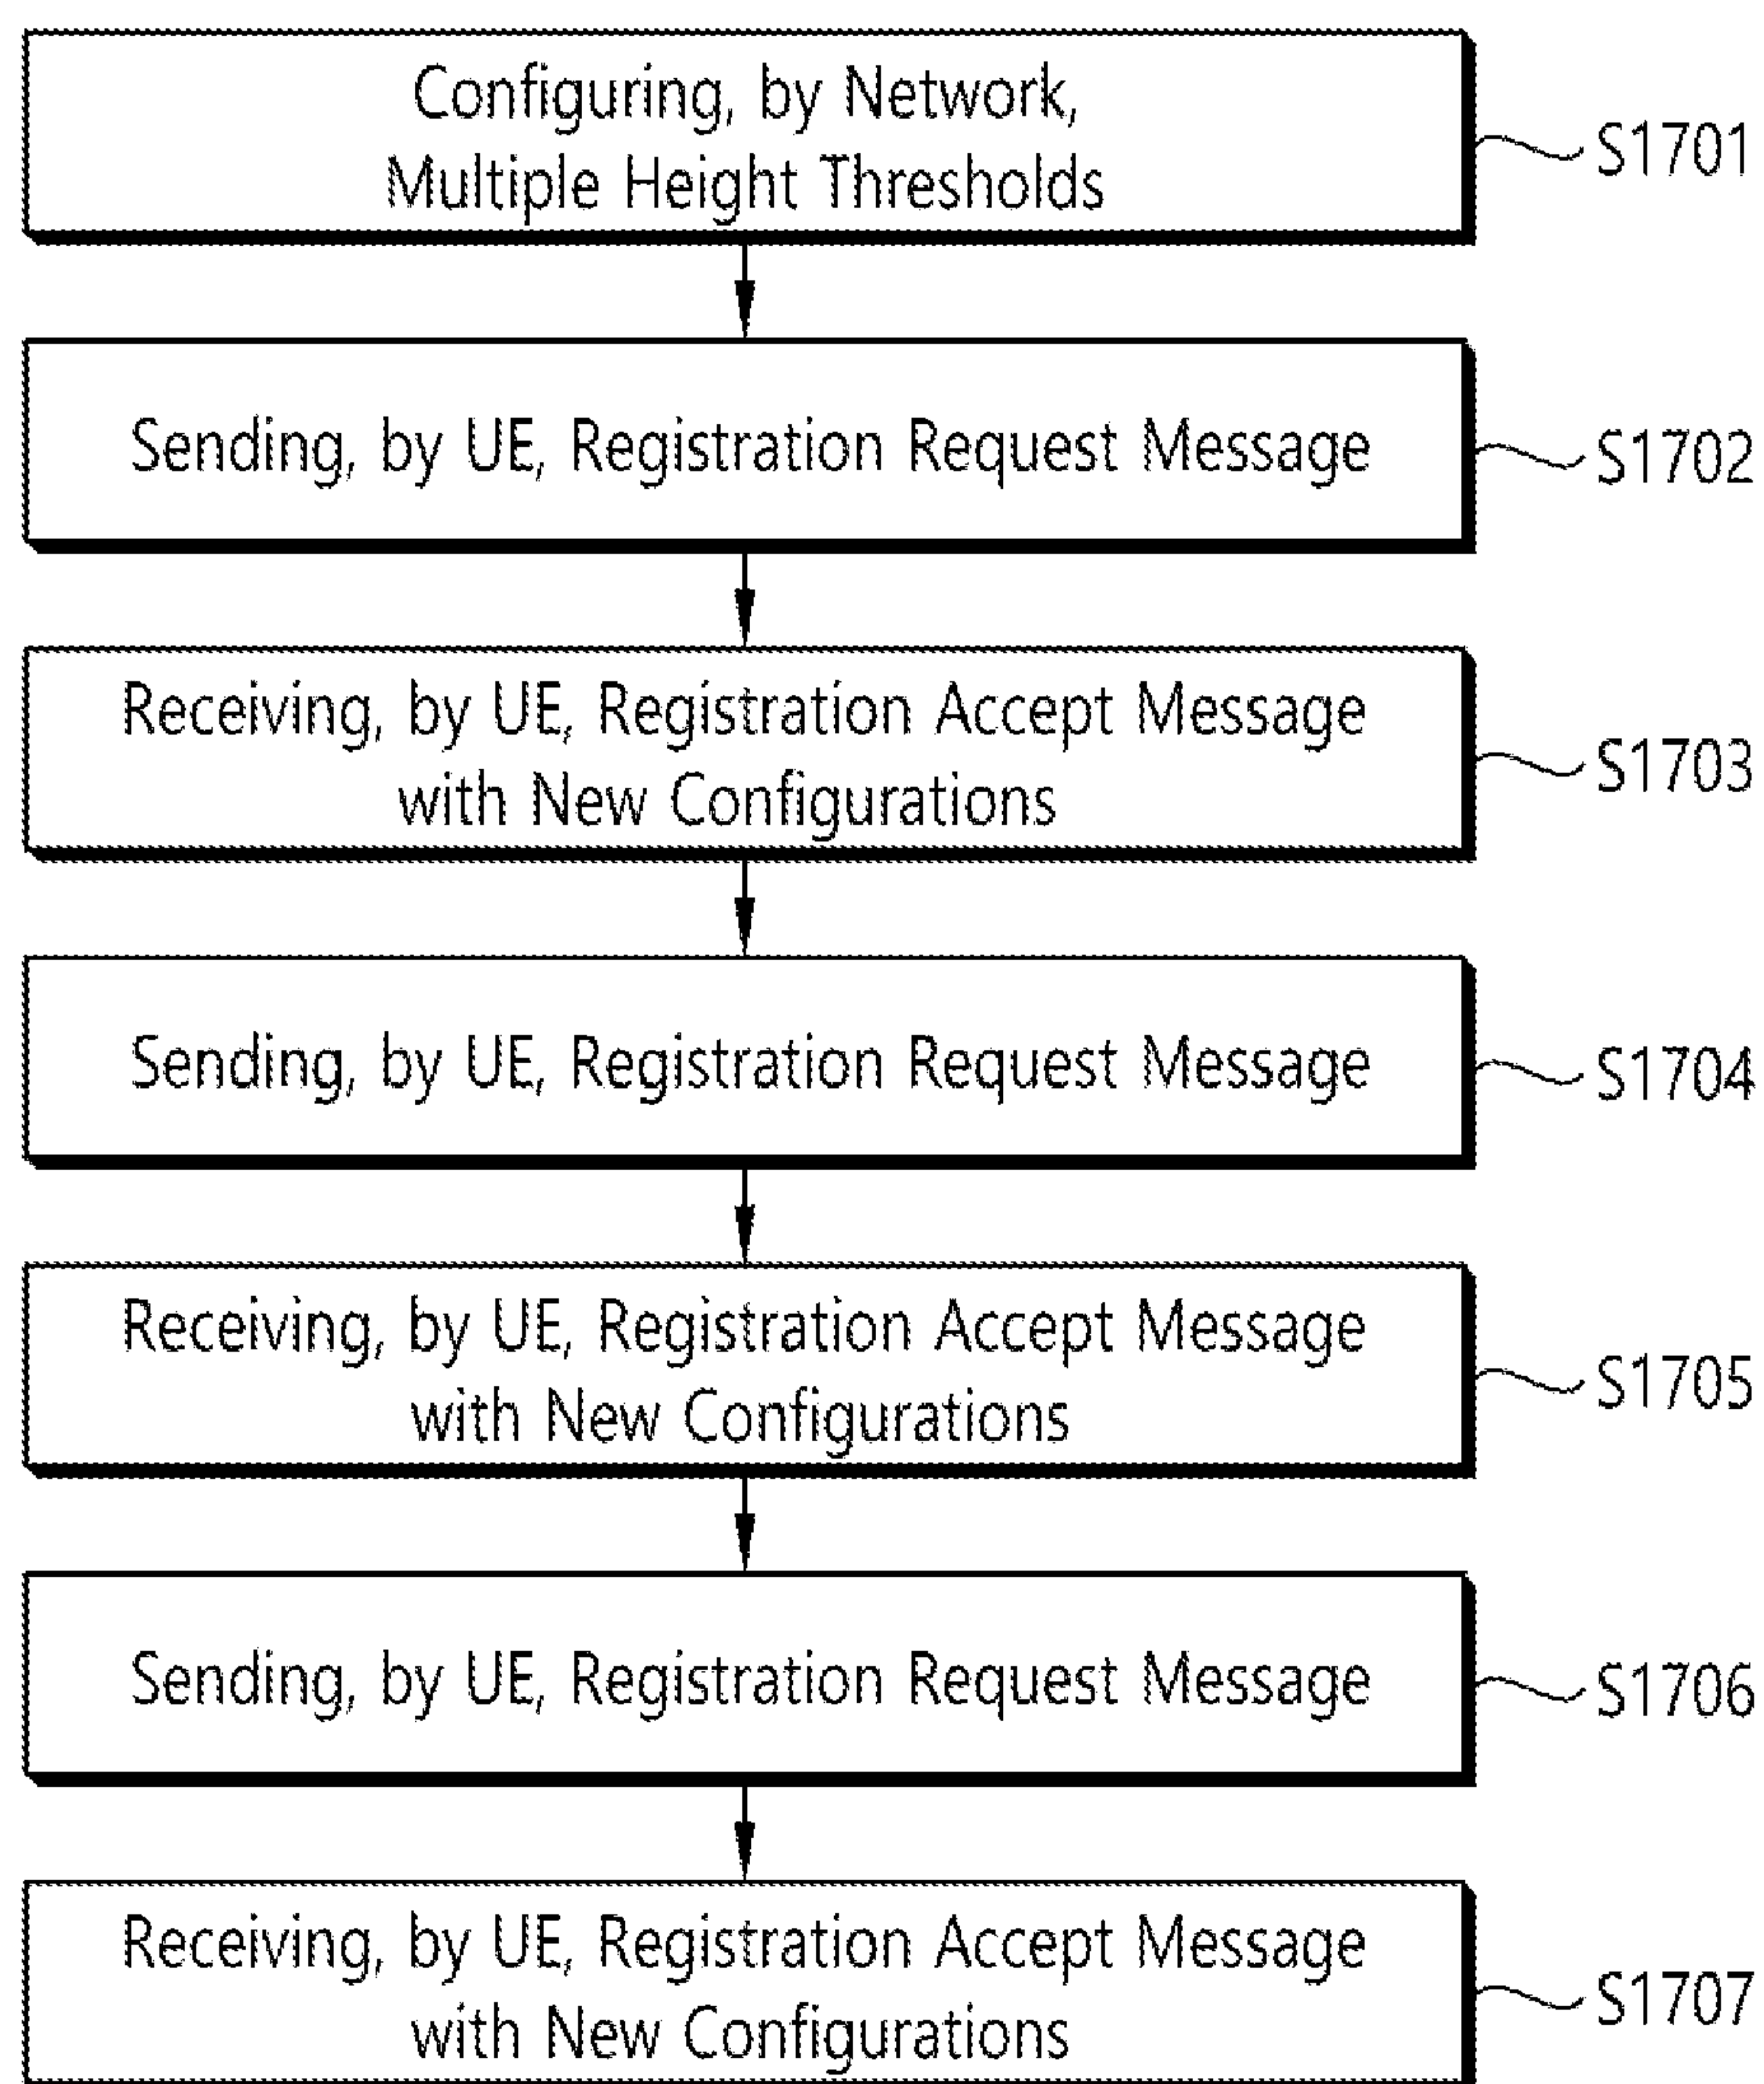 Configuring, by Network,
Multiple Height Thresholds
S1701
Sending, by UE, Registration Request Message
S1702
Receiving, by UE, Registration Accept Message
with New Configurations
S1703
Sending, by UE, Registration Request Message
S1704
Receiving, by UE, Registration Accept Message
with New Configurations
S1705
Sending, by UE, Registration Request Message
S1706
Receiving, by UE, Registration Accept Message
with New Configurations
S1707